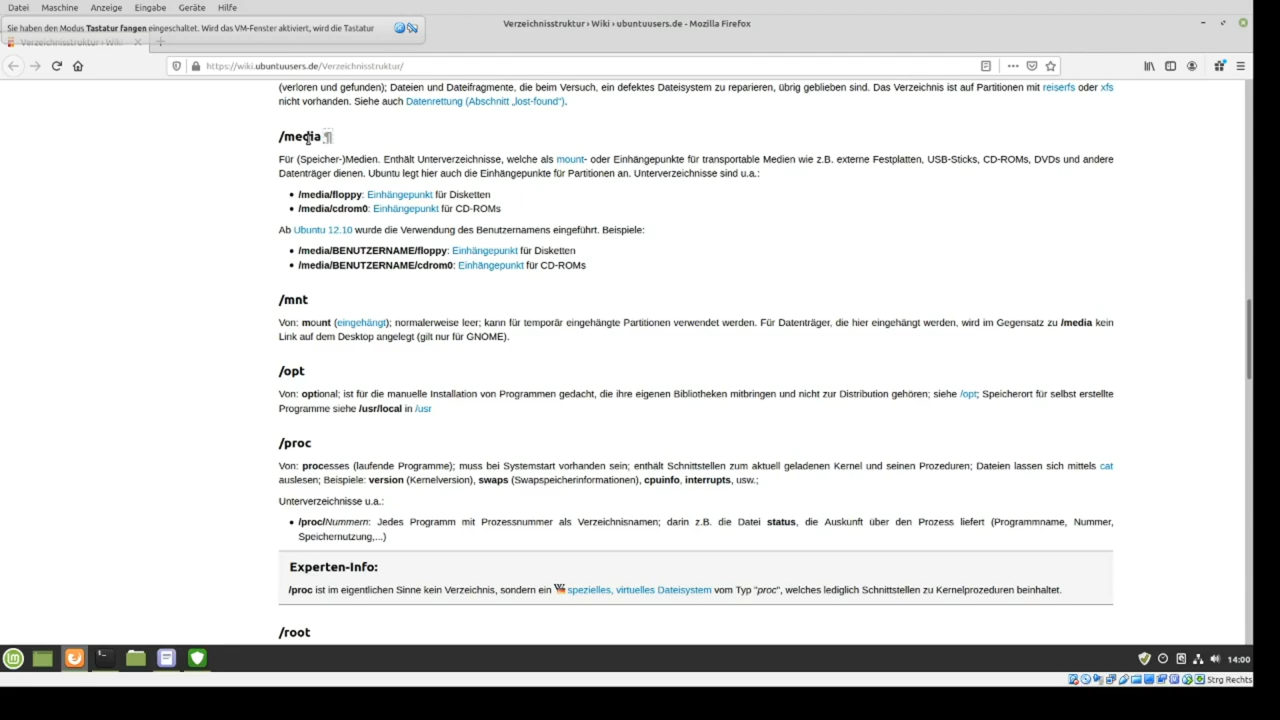 Datei Maschine Anzeige Eingabe Geräte Hilfe
Sie haben den Modus Tastatur fangen eingeschaltet. Wird das VM-Fenster aktiviert, wird die Tastatur
Verzeichnisstruktur › Wiki › ubuntuusers.de - Mozilla Firefox
Verzeichnisstruktur › Wiki
https://wiki.ubuntuusers.de/Verzeichnisstruktur/
(verloren und gefunden); Dateien und Dateifragmente, die beim Versuch, ein defektes Dateisystem zu reparieren, übrig geblieben sind. Das Verzeichnis ist auf Partitionen mit reiserfs oder xfs
nicht vorhanden. Siehe auch Datenrettung (Abschnitt „lost-found“).
/media ¶
Für (Speicher-)Medien. Enthält Unterverzeichnisse, welche als mount- oder Einhängepunkte für transportable Medien wie z.B. externe Festplatten, USB-Sticks, CD-ROMs, DVDs und andere
Datenträger dienen. Ubuntu legt hier auch die Einhängepunkte für Partitionen an. Unterverzeichnisse sind u.a.:
• /media/floppy: Einhängepunkt für Disketten
• /media/cdrom0: Einhängepunkt für CD-ROMs
Ab Ubuntu 12.10 wurde die Verwendung des Benutzernamens eingeführt. Beispiele:
• /media/BENUTZERNAME/floppy: Einhängepunkt für Disketten
• /media/BENUTZERNAME/cdrom0: Einhängepunkt für CD-ROMs
/mnt
Von: mount (eingehängt); normalerweise leer; kann für temporär eingehängte Partitionen verwendet werden. Für Datenträger, die hier eingehängt werden, wird im Gegensatz zu /media kein
Link auf dem Desktop angelegt (gilt nur für GNOME).
/opt
Von: optional; ist für die manuelle Installation von Programmen gedacht, die ihre eigenen Bibliotheken mitbringen und nicht zur Distribution gehören; siehe /opt; Speicherort für selbst erstellte
Programme siehe /usr/local in /usr
/proc
Von: processes (laufende Programme); muss bei Systemstart vorhanden sein; enthält Schnittstellen zum aktuell geladenen Kernel und seinen Prozeduren; Dateien lassen sich mittels cat
auslesen; Beispiele: version (Kernelversion), swaps (Swapspeicherinformationen), cpuinfo, interrupts, usw.;
Unterverzeichnisse u.a.:
• /proc/Nummern: Jedes Programm mit Prozessnummer als Verzeichnisnamen; darin z.B. die Datei status, die Auskunft über den Prozess liefert (Programmname, Nummer,
Speichernutzung,...)
Experten-Info:
/proc ist im eigentlichen Sinne kein Verzeichnis, sondern ein spezielles, virtuelles Dateisystem vom Typ "proc", welches lediglich Schnittstellen zu Kernelprozeduren beinhaltet.
/root
14:00
Strg Rechts